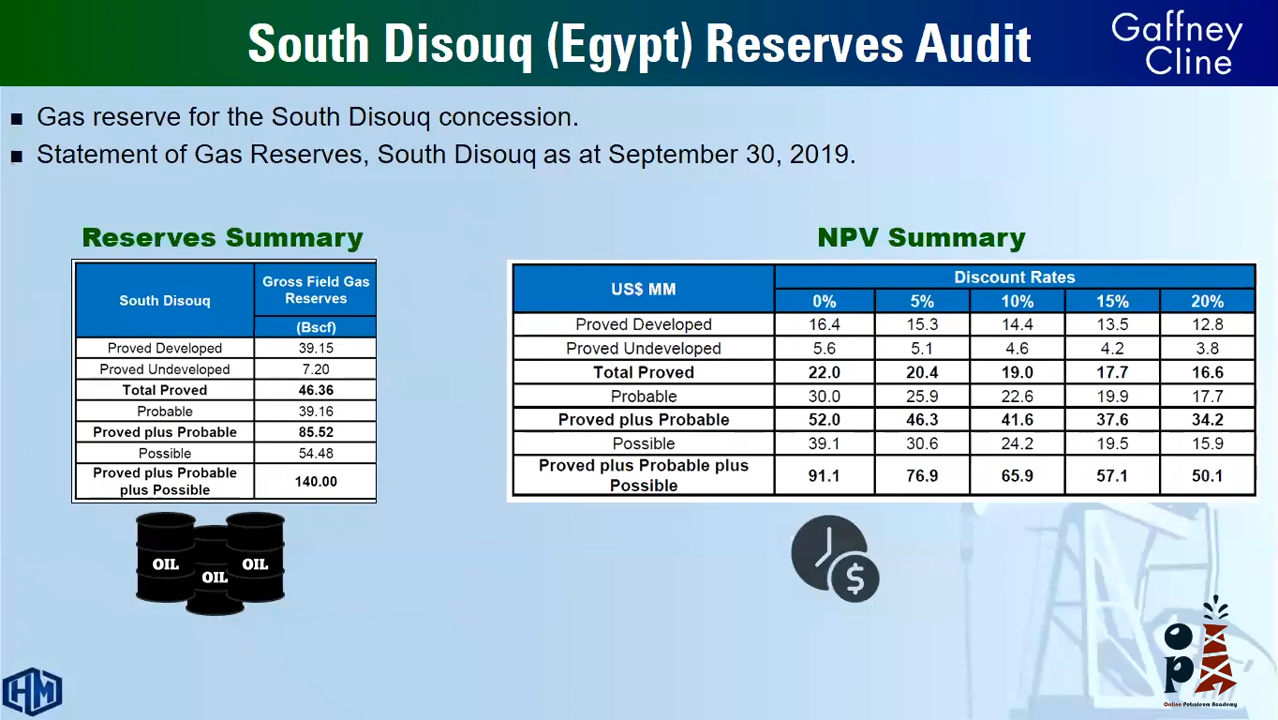 South Disouq (Egypt) Reserves Audit
Gaffney
Cline
Gas reserve for the South Disouq concession.
Statement of Gas Reserves, South Disouq as at September 30, 2019.
Reserves Summary
South Disouq Gross Field Gas
Reserves
(Bscf)
Proved Developed 39.15
Proved Undeveloped 7.20
Total Proved 46.36
Probable 39.16
Proved plus Probable 85.52
Possible 54.48
Proved plus Probable
plus Possible 140.00
NPV Summary
US$ MM Discount Rates
0% 5% 10% 15% 20%
Proved Developed 16.4 15.3 14.4 13.5 12.8
Proved Undeveloped 5.6 5.1 4.6 4.2 3.8
Total Proved 22.0 20.4 19.0 17.7 16.6
Probable 30.0 25.9 22.6 19.9 17.7
Proved plus Probable 52.0 46.3 41.6 37.6 34.2
Possible 39.1 30.6 24.2 19.5 15.9
Proved plus Probable plus
Possible 91.1 76.9 65.9 57.1 50.1
OIL OIL OIL
$
HM
op
Online Petroleum Academy